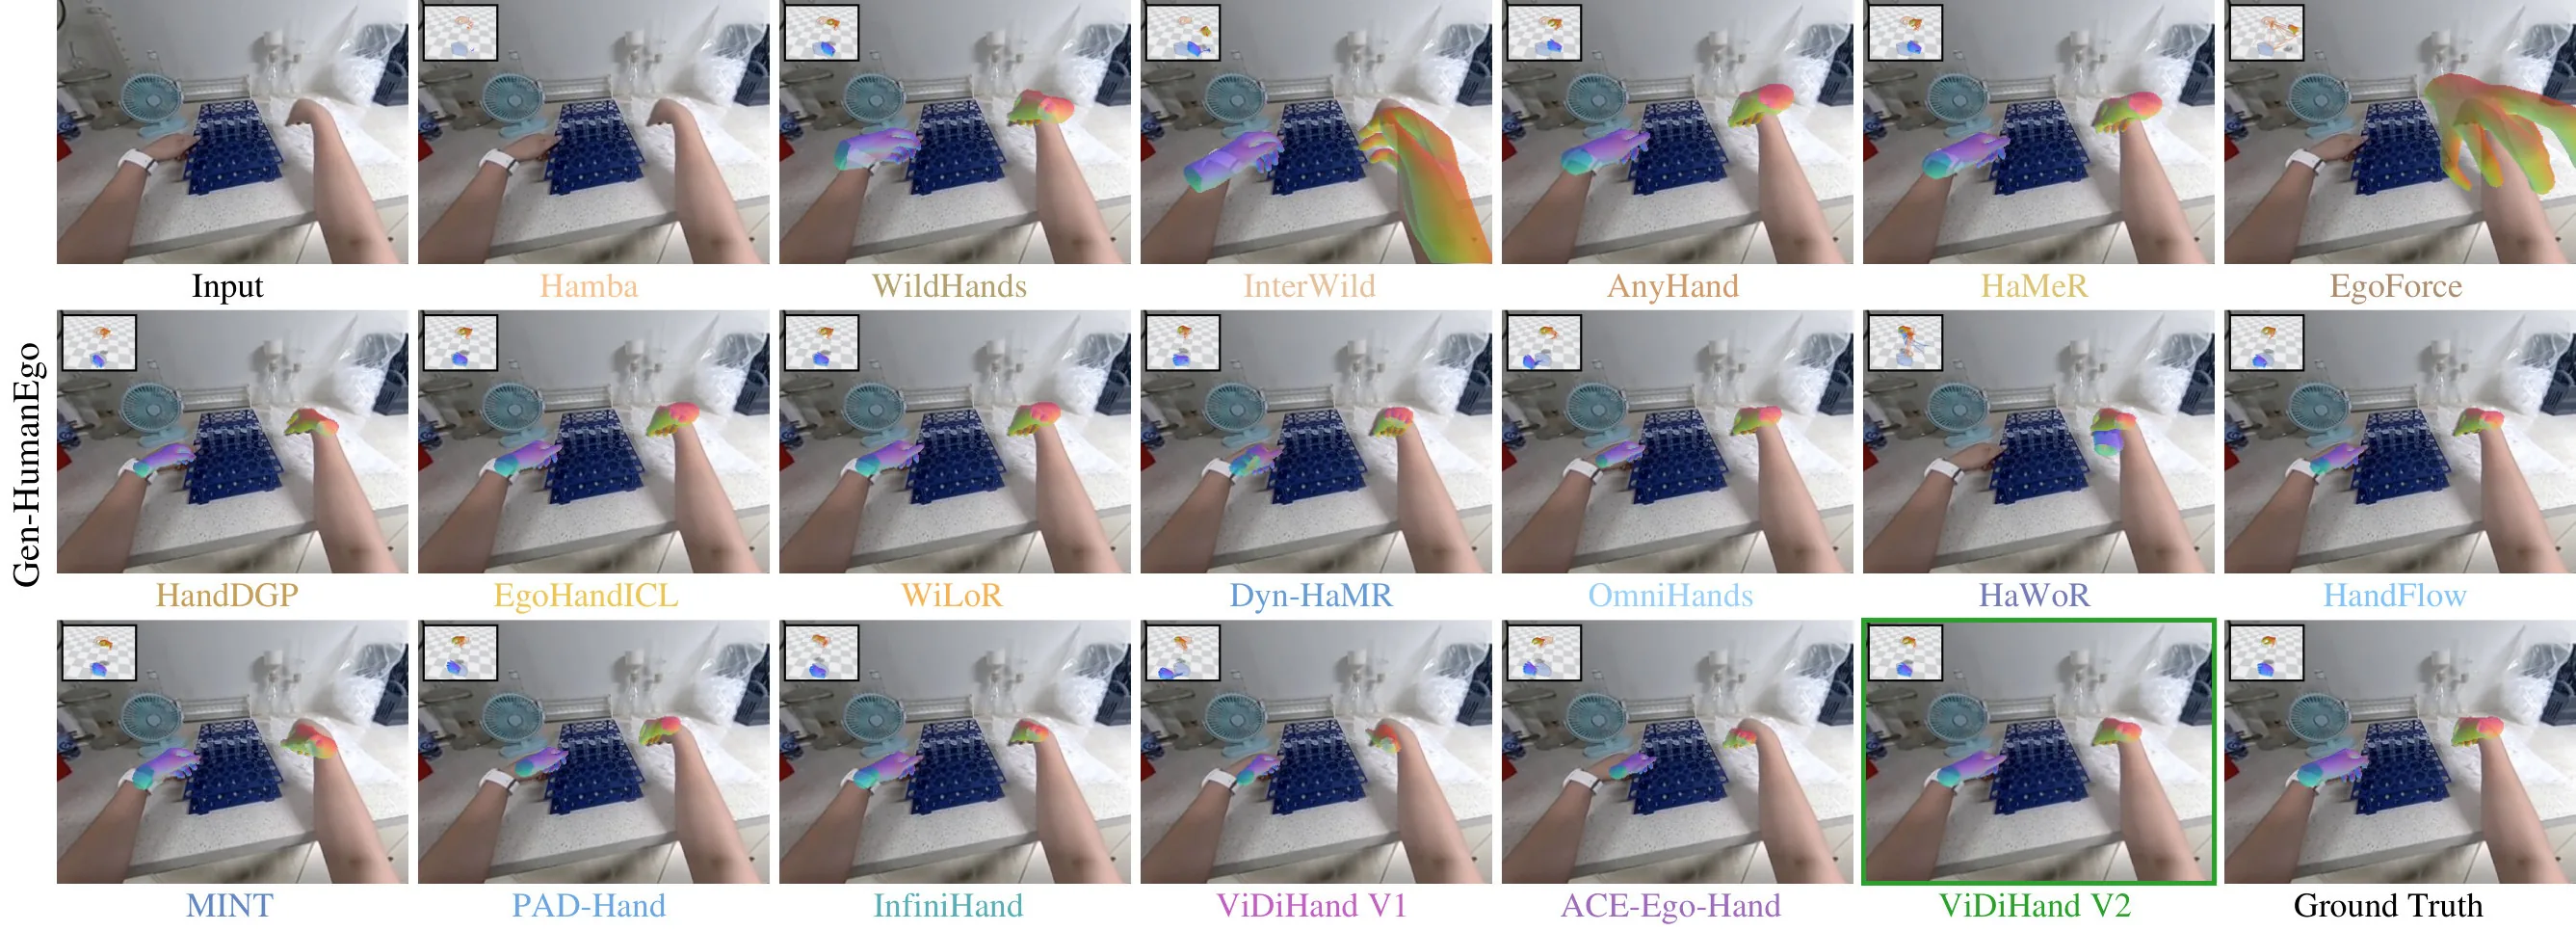 Gen-HumanEgo
Input
Hamba
WildHands
InterWild
AnyHand
HaMeR
EgoForce
HandDGP
EgoHandICL
WiLoR
Dyn-HaMR
OmniHands
HaWoR
HandFlow
MINT
PAD-Hand
InfiniHand
ViDiHand V1
ACE-Ego-Hand
ViDiHand V2
Ground Truth